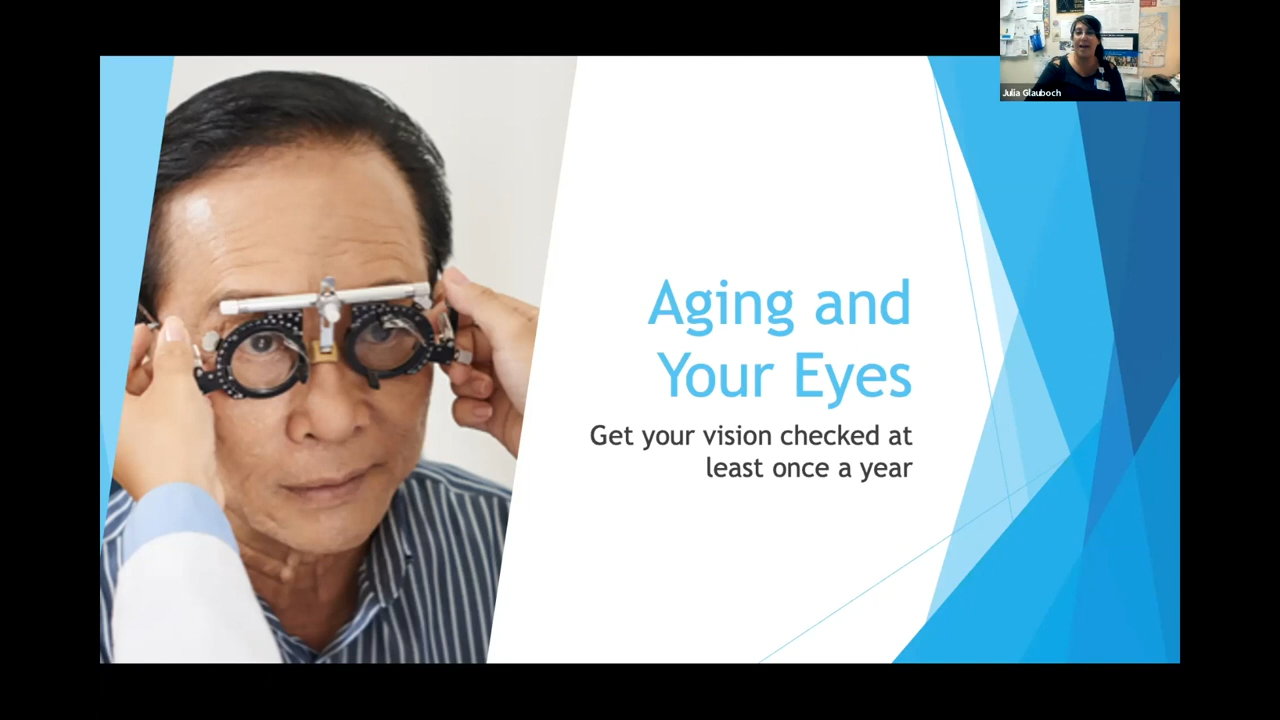 Julia Glauboch
Aging and
Your Eyes
Get your vision checked at
least once a year